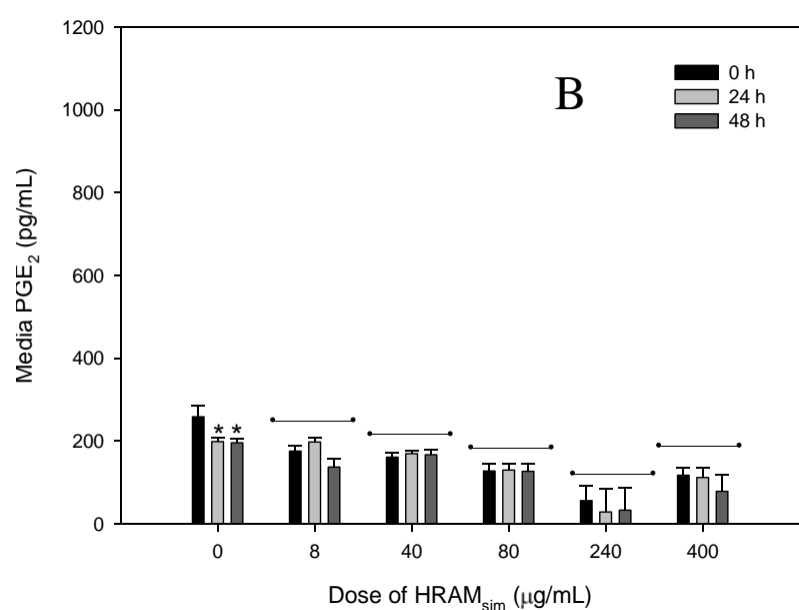 1200
1000
800
600
400
200
0
Media PGE2 (pg/mL)
B
0 h
24 h
48 h
* *
0 8 40 80 240 400
Dose of HRAMsim (µg/mL)